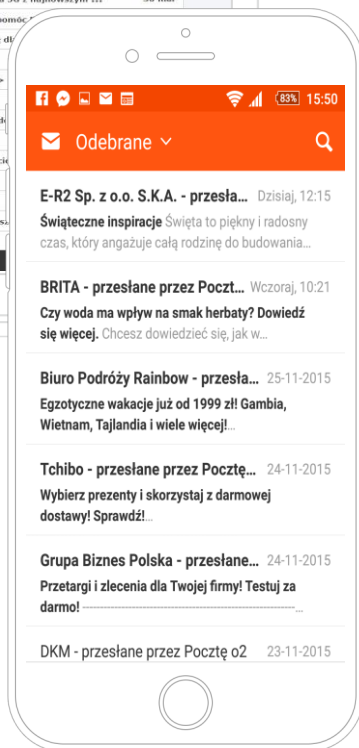 83% 15:50
Odebrane
E-R2 Sp. z o.o. S.K.A. - przesła... Dzisiaj, 12:15
Świąteczne inspiracje Święta to piękny i radosny
czas, który angażuje całą rodzinę do budowania...
BRITA - przesłane przez Poczt... Wczoraj, 10:21
Czy woda ma wpływ na smak herbaty? Dowiedź
się więcej. Chcesz dowiedzieć się, jak w...
Biuro Podróży Rainbow - przesła... 25-11-2015
Egzotyczne wakacje już od 1999 zł! Gambia,
Wietnam, Tajlandia i wiele więcej!...
Tchibo - przesłane przez Pocztę... 24-11-2015
Wybierz prezenty i skorzystaj z darmowej
dostawy! Sprawdź!...
Grupa Biznes Polska - przesłane... 24-11-2015
Przetargi i zlecenia dla Twojej firmy! Testuj za
darmo! ---------------------------------------------------------...
DKM - przesłane przez Pocztę o2 23-11-2015